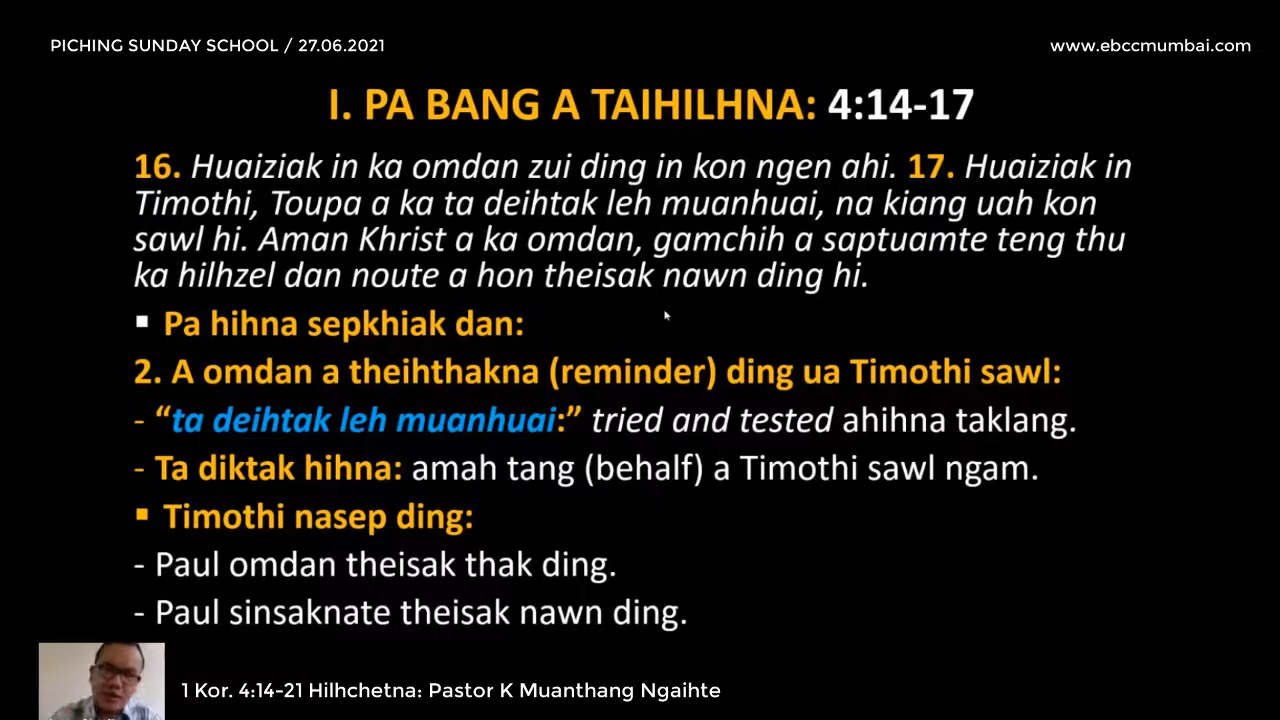 PICHING SUNDAY SCHOOL / 27.06.2021
www.ebccmumbai.com
I. PA BANG A TAIHILHNA: 4:14-17
16. Huaiziak in ka omdan zui ding in kon ngen ahi. 17. Huaiziak in
Timothi, Toupa a ka ta deihtak leh muanhuai, na kiang uah kon
sawl hi. Aman Khrist a ka omdan, gamchih a saptuamte teng thu
ka hilhzel dan noute a hon theisak nawn ding hi.
▪ Pa hihna sepkhiak dan:
2. A omdan a theihthakna (reminder) ding ua Timothi sawl:
- “ta deihtak leh muanhuai:” tried and tested ahihna taklang.
- Ta diktak hihna: amah tang (behalf) a Timothi sawl ngam.
▪ Timothi nasep ding:
- Paul omdan theisak thak ding.
- Paul sinsaknate theisak nawn ding.
1 Kor. 4:14-21 Hilhchetna: Pastor K Muanthang Ngaihte